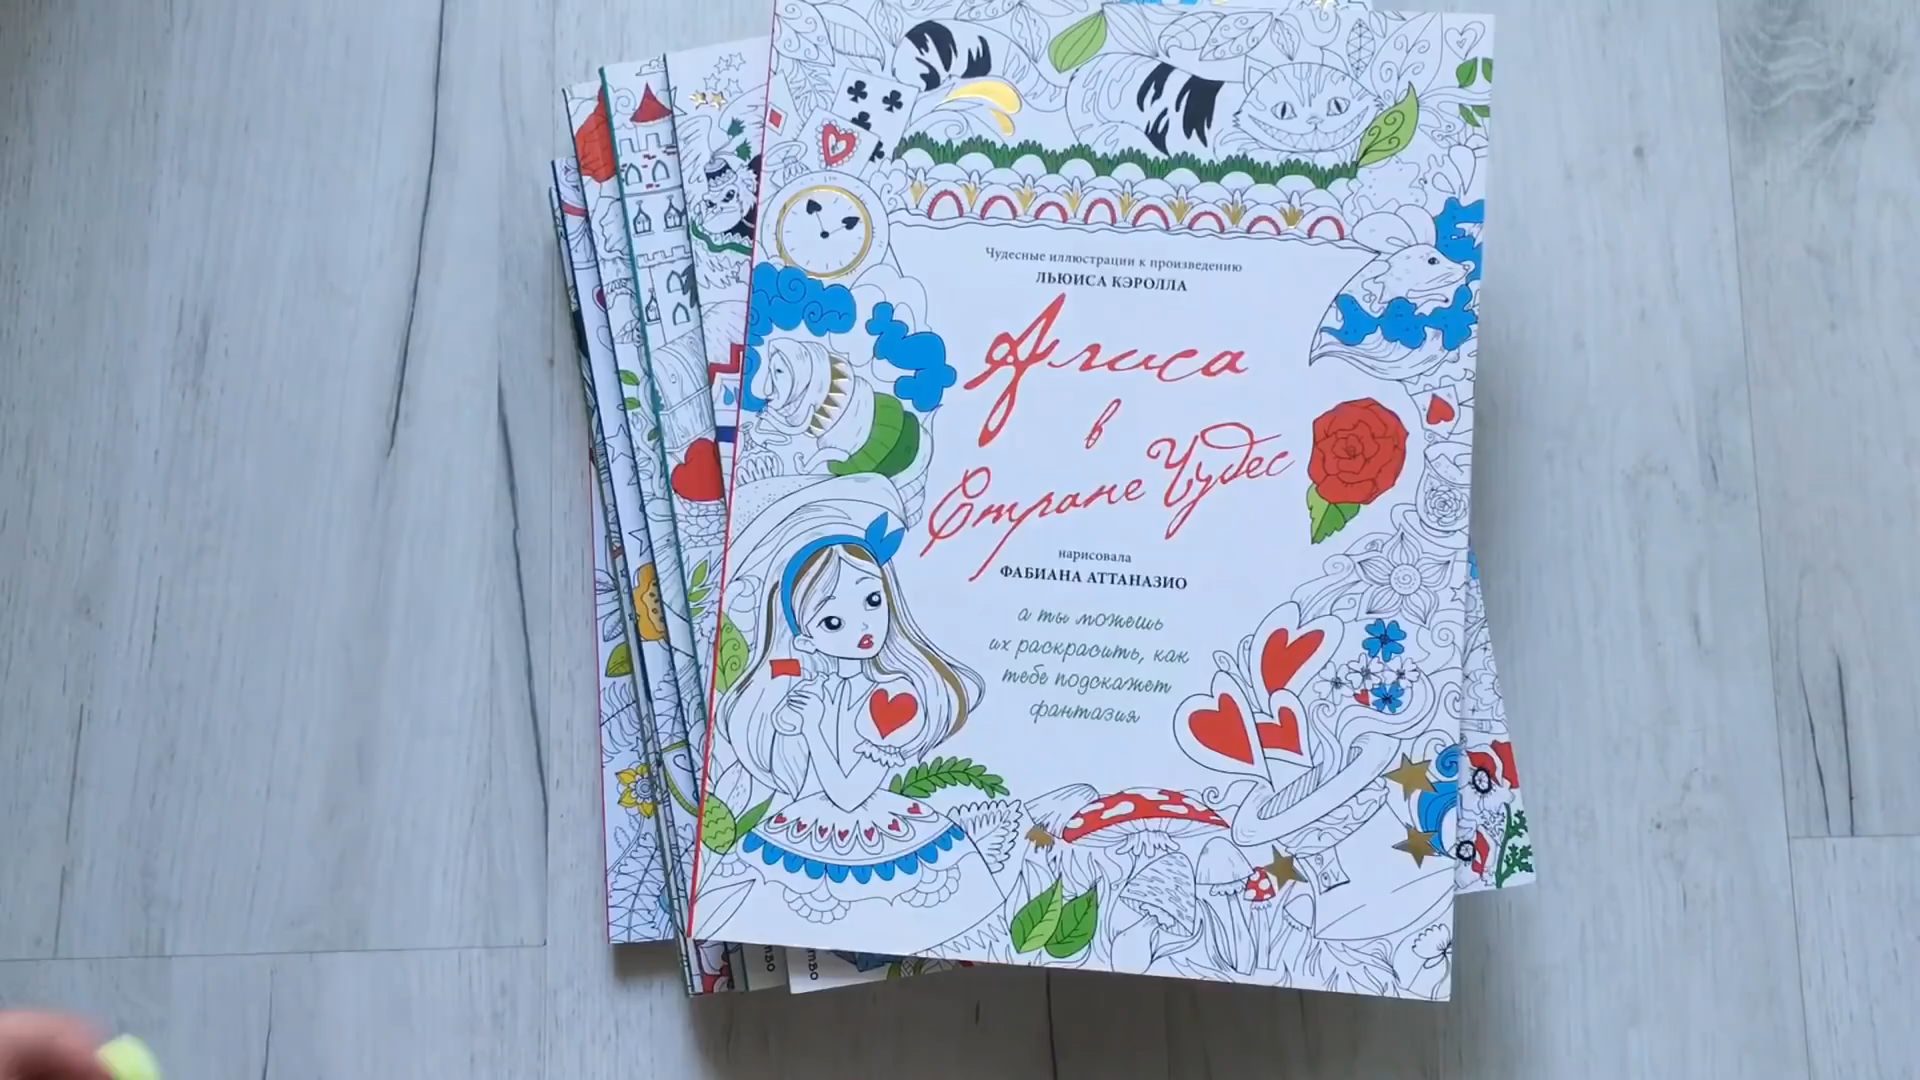 Чудесные иллюстрации к произведению
ЛЬЮИСА КЭРОЛЛА
Алиса
в
Стране Чудес
нарисовала
ФАБИАНА АТТАНАЗИО
а ты можешь
их раскрасить, как
тебе подскажет
фантазия